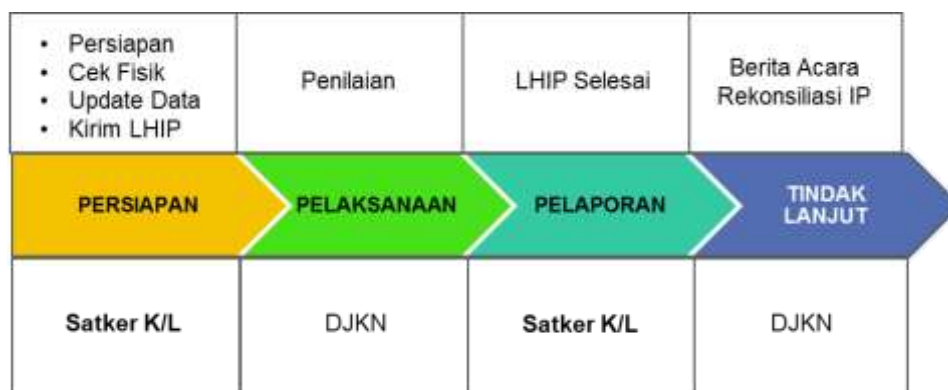 • Persiapan
• Cek Fisik
• Update Data
• Kirim LHIP
Penilaian
LHIP Selesai
Berita Acara
Rekonsiliasi IP
PERSIAPAN
PELAKSANAAN
PELAPORAN
TINDAK
LANJUT
Satker K/L
DJKN
Satker K/L
DJKN